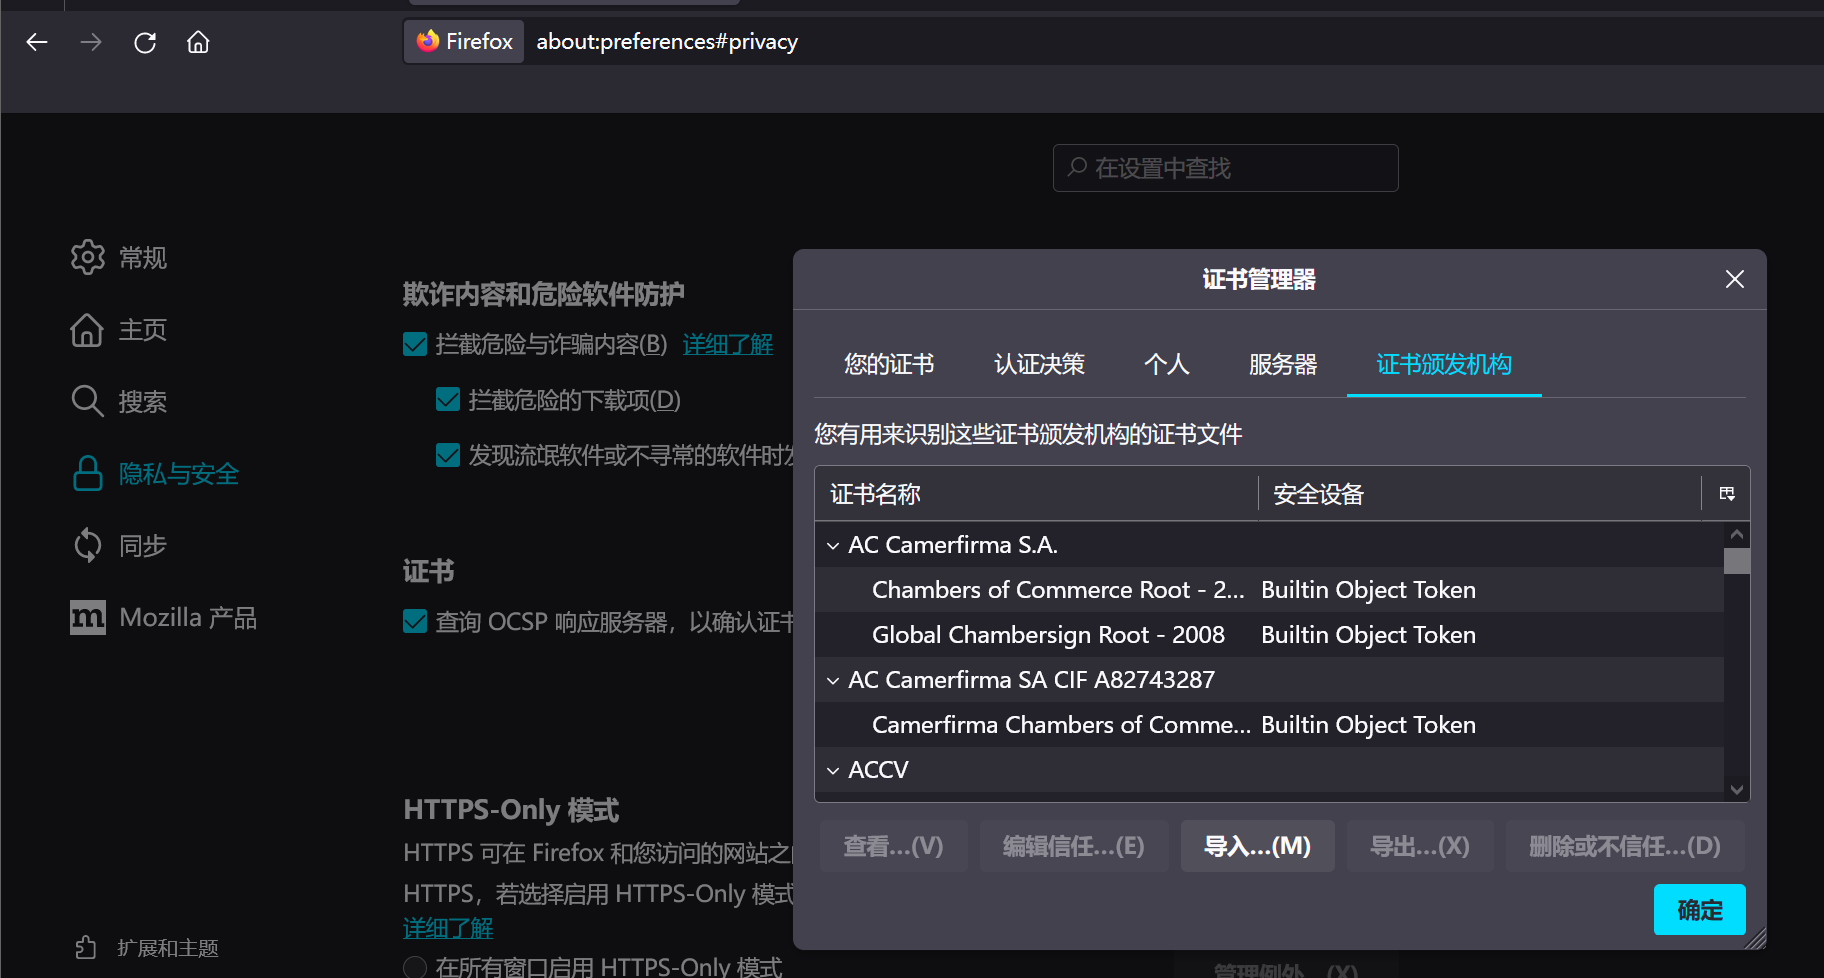 Firefox about:preferences#privacy
在设置中查找
常规
主页
搜索
隐私与安全
同步
Mozilla 产品
扩展和主题
欺诈内容和危险软件防护
拦截危险与诈骗内容(B) 详细了解
拦截危险的下载项(D)
发现流氓软件或不寻常的软件时发
证书
查询 OCSP 响应服务器，以确认证书
HTTPS-Only 模式
HTTPS 可在 Firefox 和您访问的网站之
HTTPS，若选择启用 HTTPS-Only 模式
详细了解
在所有窗口启用 HTTPS-Only 模式
管理例外...(X)
证书管理器
您的证书 认证决策 个人 服务器 证书颁发机构
您有用来识别这些证书颁发机构的证书文件
证书名称 安全设备
AC Camerfirma S.A.
Chambers of Commerce Root - 2... Builtin Object Token
Global Chambersign Root - 2008 Builtin Object Token
AC Camerfirma SA CIF A82743287
Camerfirma Chambers of Comme... Builtin Object Token
ACCV
查看...(V) 编辑信任...(E) 导入...(M) 导出...(X) 删除或不信任...(D)
确定